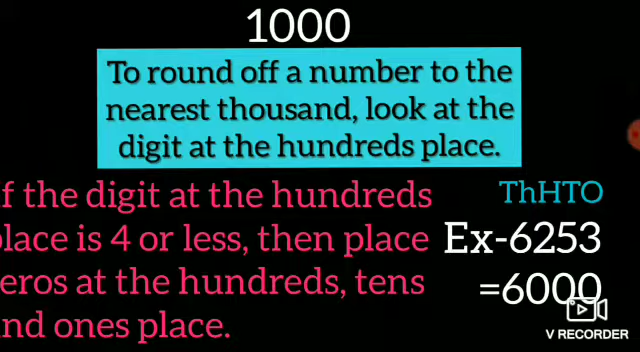 1000
To round off a number to the
nearest thousand, look at the
digit at the hundreds place.
f the digit at the hundreds
lace is 4 or less, then place
eros at the hundreds, tens
nd ones place.
ThHTO
Ex-6253
=6000
V RECORDER